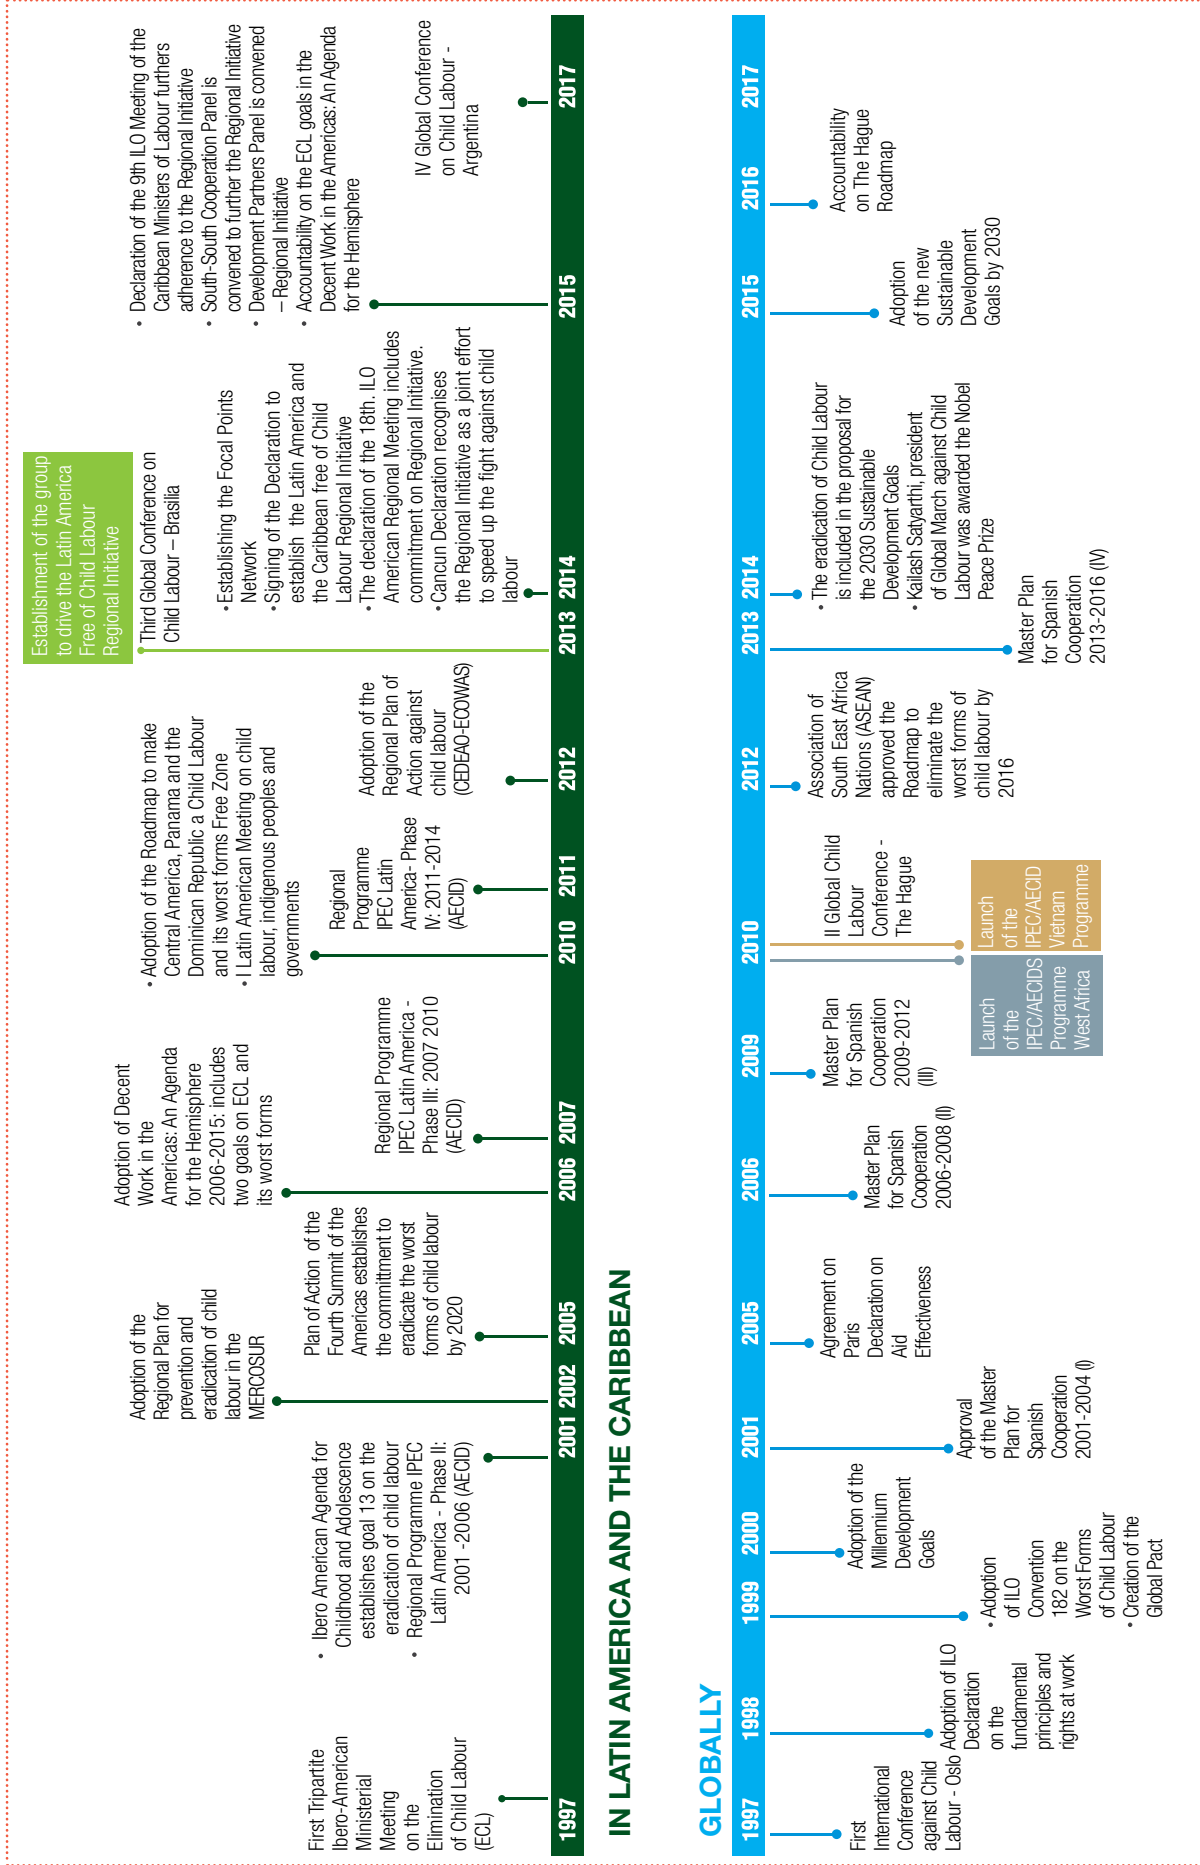 First Tripartite
Ibero-American
Ministerial
Meeting
on the
Elimination
of Child Labour
(ECL)
• Ibero American Agenda for
Childhood and Adolescence
establishes goal 13 on the
eradication of child labour
• Regional Programme IPEC
Latin America - Phase II:
2001 -2006 (AECID)
Adoption of the
Regional Plan for
prevention and
eradication of child
labour in the
MERCOSUR
Plan of Action of the
Fourth Summit of the
Americas establishes
the committment to
eradicate the worst
forms of child labour
by 2020
Adoption of Decent
Work in the
Americas: An Agenda
for the Hemisphere
2006-2015: includes
two goals on ECL and
its worst forms
Regional Programme
IPEC Latin America -
Phase III: 2007 2010
(AECID)
• Adoption of the Roadmap to make
Central America, Panama and the
Dominican Republic a Child Labour
and its worst forms Free Zone
• I Latin American Meeting on child
labour, indigenous peoples and
governments
Regional
Programme
IPEC Latin
America- Phase
IV: 2011-2014
(AECID)
Adoption of the
Regional Plan of
Action against
child labour
(CEDEAO-ECOWAS)
Establishment of the group
to drive the Latin America
Free of Child Labour
Regional Initiative
Third Global Conference on
Child Labour – Brasilia
• Establishing the Focal Points
Network
• Signing of the Declaration to
establish the Latin America and
the Caribbean free of Child
Labour Regional Initiative
• The declaration of the 18th. ILO
American Regional Meeting includes
commitment on Regional Initiative.
• Cancun Declaration recognises
the Regional Initiative as a joint effort
to speed up the fight against child
labour
• Declaration of the 9th ILO Meeting of the
Caribbean Ministers of Labour furthers
adherence to the Regional Initiative
• South-South Cooperation Panel is
convened to further the Regional Initiative
• Development Partners Panel is convened
– Regional Initiative
• Accountability on the ECL goals in the
Decent Work in the Americas: An Agenda
for the Hemisphere
IV Global Conference
on Child Labour -
Argentina
1997 2001 2002 2005 2006 2007 2010 2011 2012 2013 2014 2015 2017
IN LATIN AMERICA AND THE CARIBBEAN
GLOBALLY
1997 1998 1999 2000 2001 2005 2006 2009 2010 2012 2013 2014 2015 2016 2017
First
International
Conference
against Child
Labour - Oslo
Adoption of ILO
Declaration
on the
fundamental
principles and
rights at work
• Adoption
of ILO
Convention
182 on the
Worst Forms
of Child Labour
• Creation of the
Global Pact
Adoption of the
Millennium
Development
Goals
Approval
of the Master
Plan for
Spanish
Cooperation
2001-2004 (I)
Agreement on
Paris
Declaration on
Aid
Effectiveness
Master Plan
for Spanish
Cooperation
2006-2008 (II)
Master Plan
for Spanish
Cooperation
2009-2012
(III)
Launch
of the
IPEC/AECIDS
Programme
West Africa
II Global Child
Labour
Conference -
The Hague
Launch
of the
IPEC/AECID
Vietnam
Programme
Association of
South East Africa
Nations (ASEAN)
approved the
Roadmap to
eliminate the
worst forms of
child labour by
2016
Master Plan
for Spanish
Cooperation
2013-2016 (IV)
• The eradication of Child Labour
is included in the proposal for
the 2030 Sustainable
Development Goals
• Kailash Satyarthi, president
of Global March against Child
Labour was awarded the Nobel
Peace Prize
Adoption
of the new
Sustainable
Development
Goals by 2030
Accountability
on The Hague
Roadmap